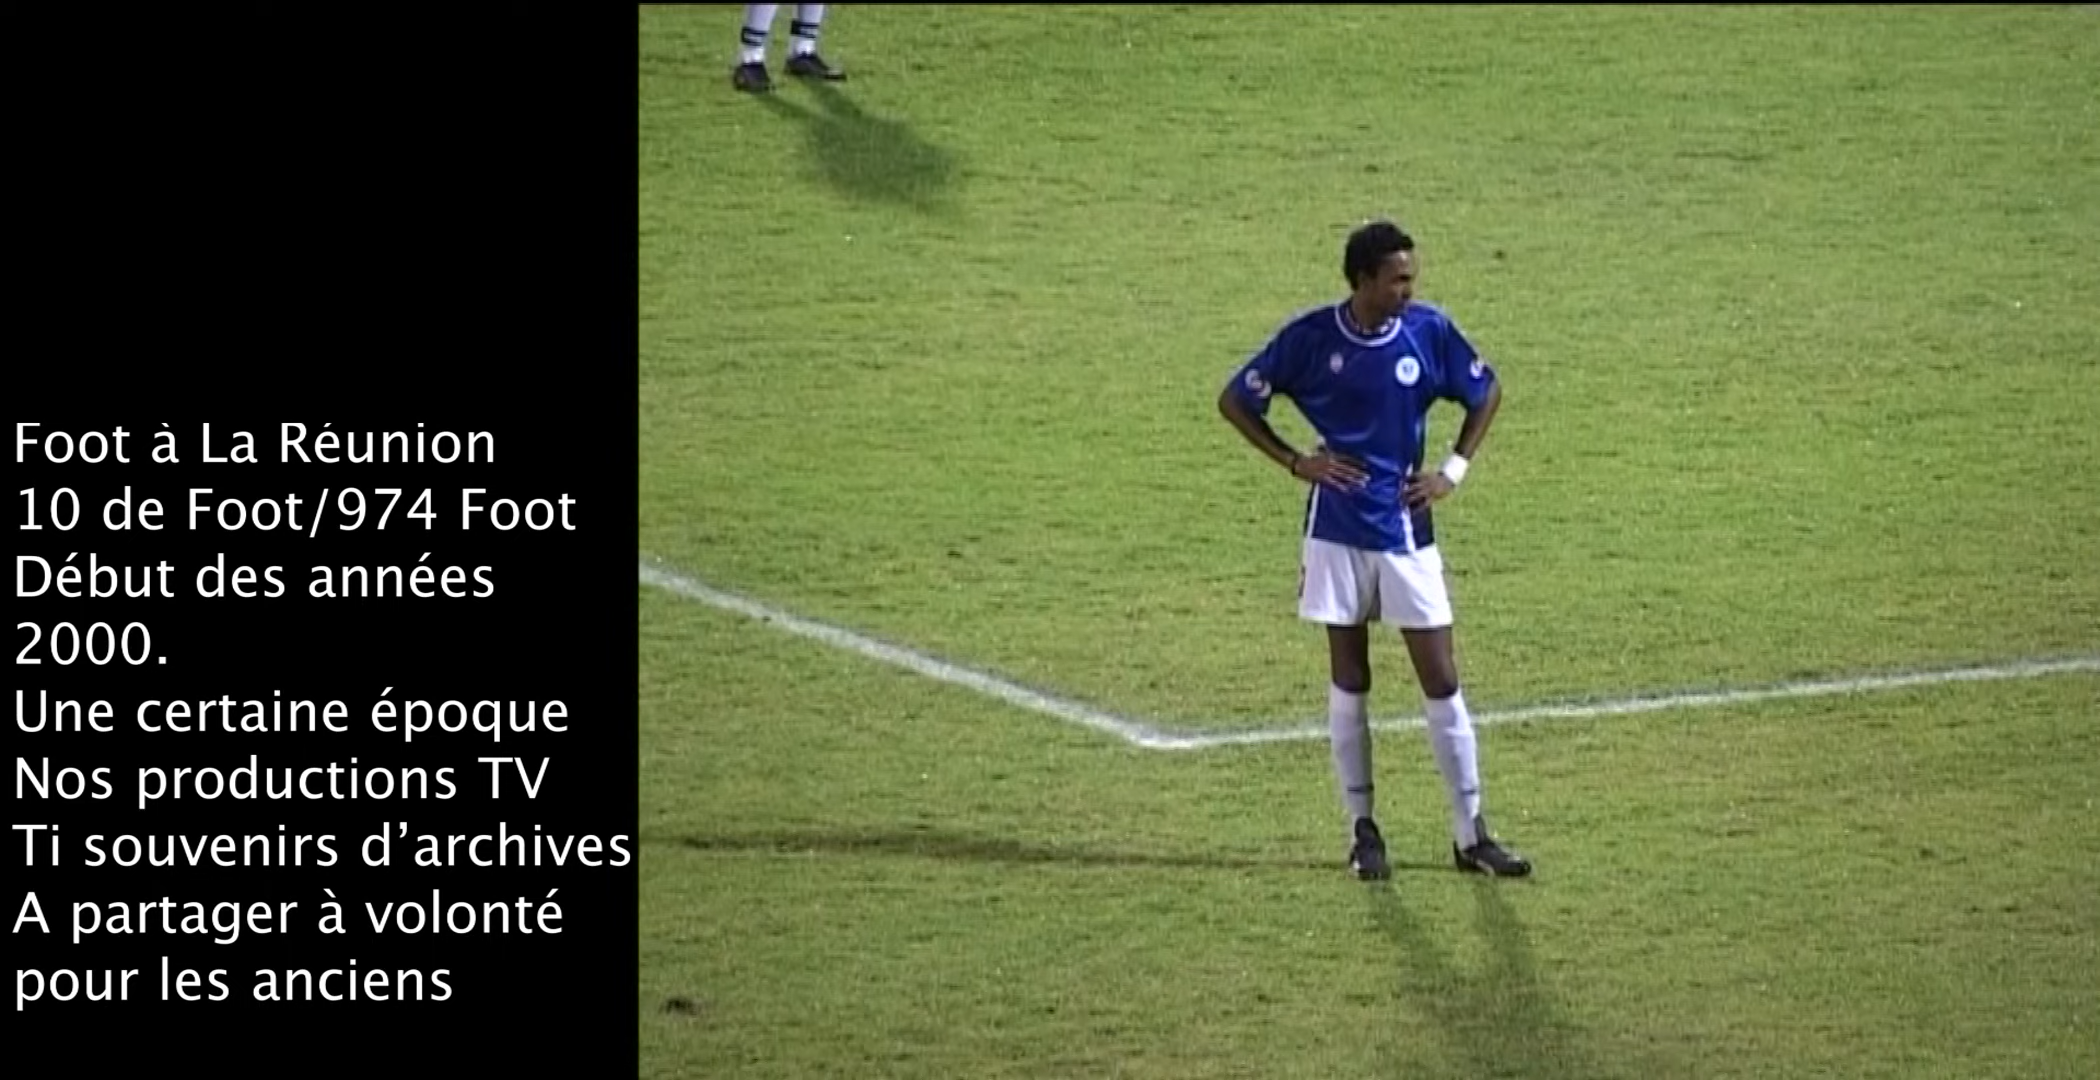 Foot à La Réunion
10 de Foot/974 Foot
Début des années
2000.
Une certaine époque
Nos productions TV
Ti souvenirs d’archives
A partager à volonté
pour les anciens